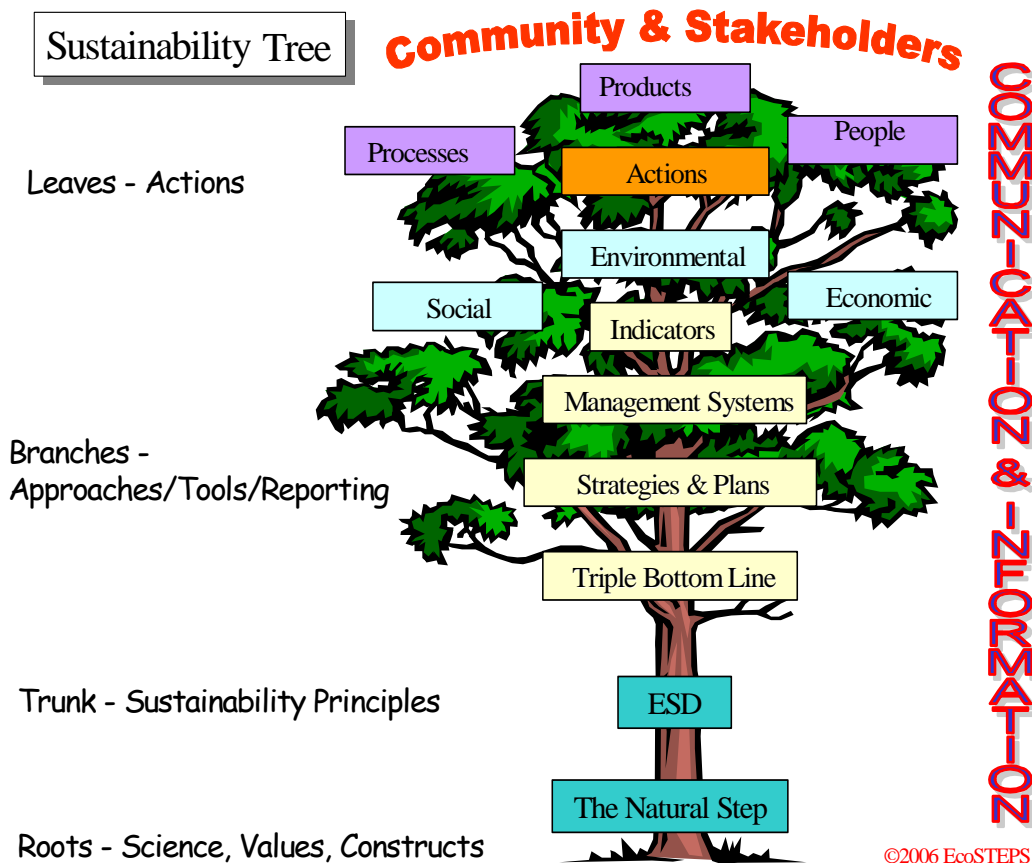 Sustainability Tree
Community & Stakeholders
Products
Processes
People
Leaves - Actions
Actions
Environmental
Social
Economic
Indicators
Management Systems
Branches -
Approaches/Tools/Reporting
Strategies & Plans
Triple Bottom Line
Trunk - Sustainability Principles
ESD
The Natural Step
Roots - Science, Values, Constructs
COMMUNICATION & INFORMATION
©2006 EcoSTEPS